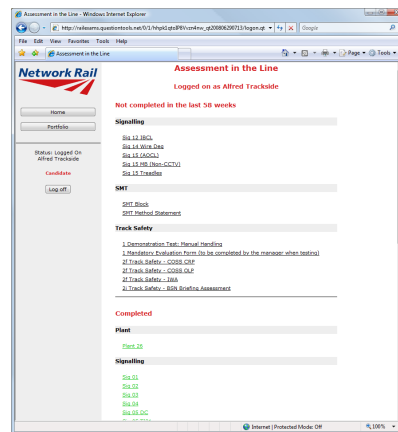 Assessment in the Line - Windows Internet Explorer
Google
File Edit View Favorites Tools Help
Assessment in the Line
Page Tools
Network Rail
Assessment in the Line
Logged on as Alfred Trackside
Home
Portfolio
Status: Logged On
Alfred Trackside
Candidate
Log off
Not completed in the last 58 weeks
Signalling
Sig 12 IBCL
Sig 14 Wire Deg
Sig 15 (AOCL)
Sig 15 MB (Non-CCTV)
Sig 15 Treadles
SMT
SMT Block
SMT Method Statement
Track Safety
1 Demonstration Test: Manual Handling
1 Mandatory Evaluation Form (to be completed by the manager when testing)
2f Track Safety - COSS CRP
2f Track Safety - COSS OLP
2f Track Safety - IWA
2i Track Safety - BSN Briefing Assessment
Completed
Plant
Plant 26
Signalling
Sig 01
Sig 02
Sig 03
Sig 04
Sig 05 DC
Internet | Protected Mode: Off
100%